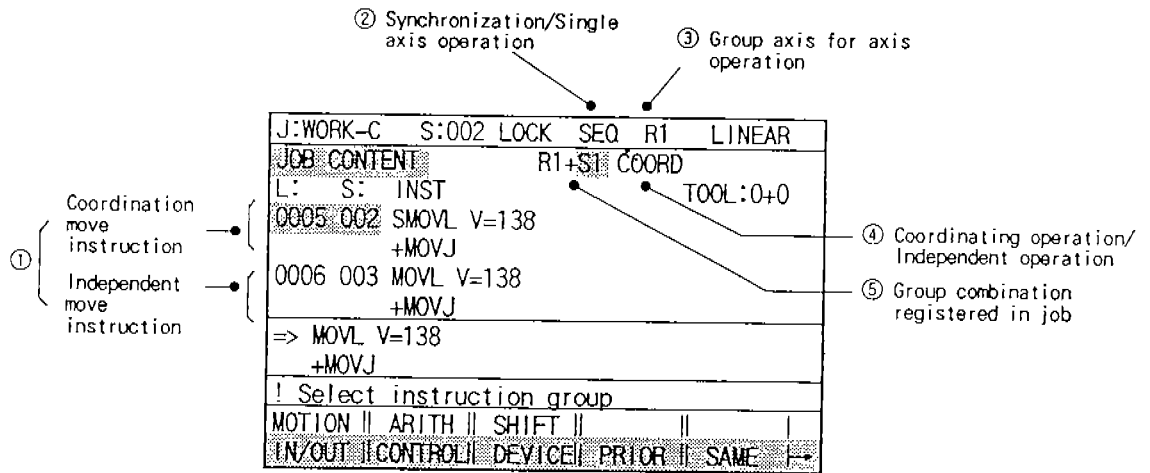 ② Synchronization/Single
axis operation
③ Group axis for axis
operation
J:WORK-C S:002 LOCK SEQ R1 LINEAR
JOB CONTENT R1+S1 COORD
L: S: INST TOOL:0+0
0005 002 SMOVL V=138
+MOVJ
0006 003 MOVL V=138
+MOVJ
=> MOVL V=138
+MOVJ
! Select instruction group
MOTION || ARITH || SHIFT || || |
IN/OUT || CONTROL || DEVICE || PRIOR || SAME
①
Coordination
move
instruction
Independent
move
instruction
④ Coordinating operation/
Independent operation
⑤ Group combination
registered in job